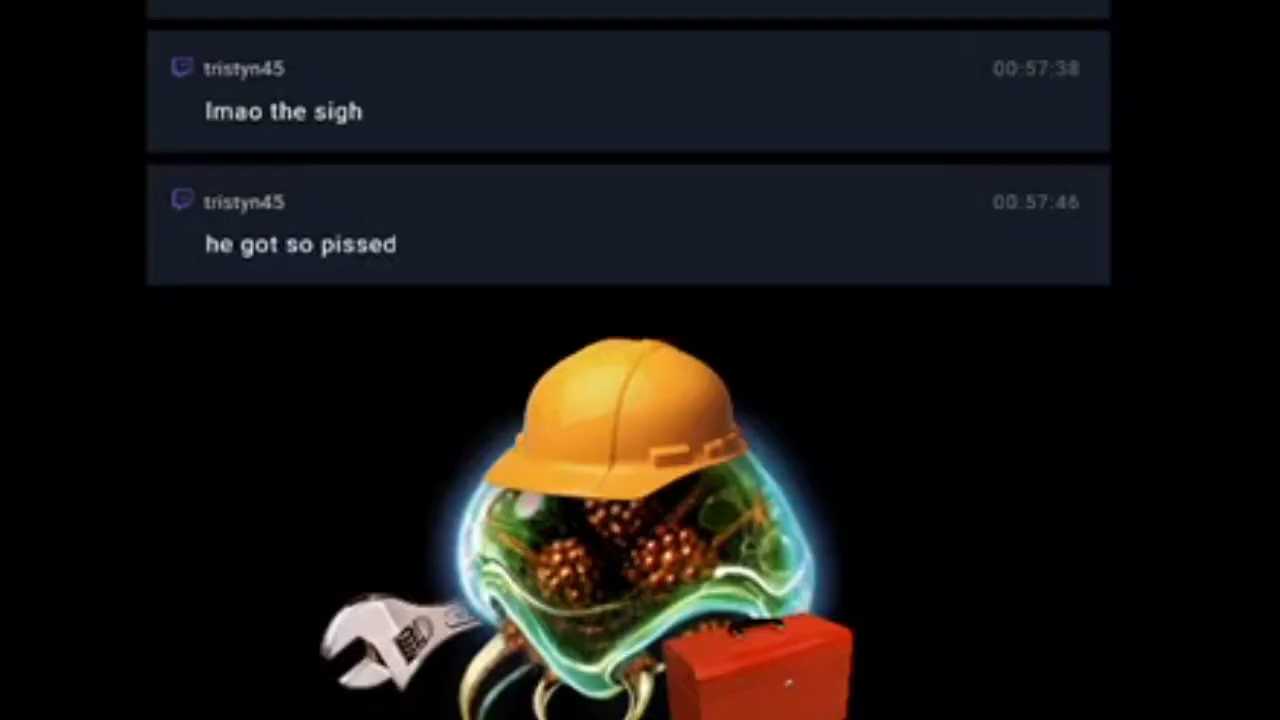 tristyn45 00:57:38
lmao the sigh
tristyn45 00:57:46
he got so pissed